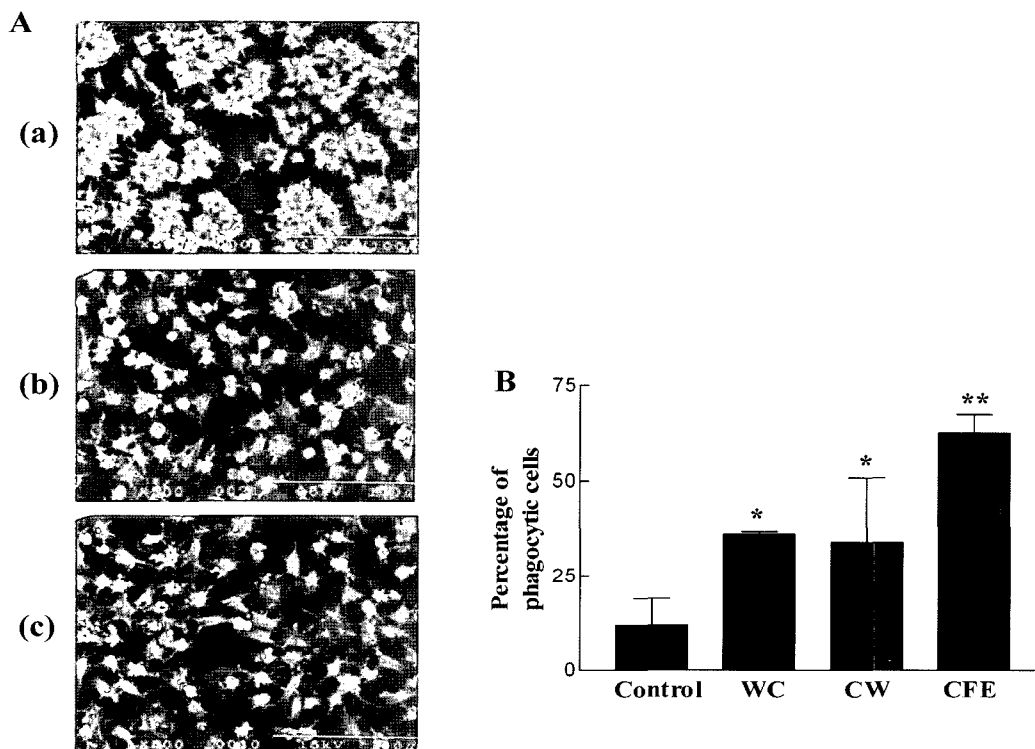 A
(a)
(b)
(c)
B
Percentage of
phagocytic cells
75
50
25
0
*
*
**
Control WC CW CFE